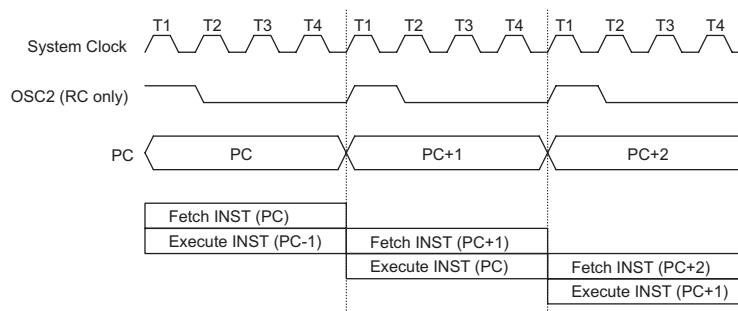 T1 T2 T3 T4 T1 T2 T3 T4 T1 T2 T3 T4
System Clock
OSC2 (RC only)
PC PC PC+1 PC+2
Fetch INST (PC)
Execute INST (PC-1) Fetch INST (PC+1)
Execute INST (PC) Fetch INST (PC+2)
Execute INST (PC+1)